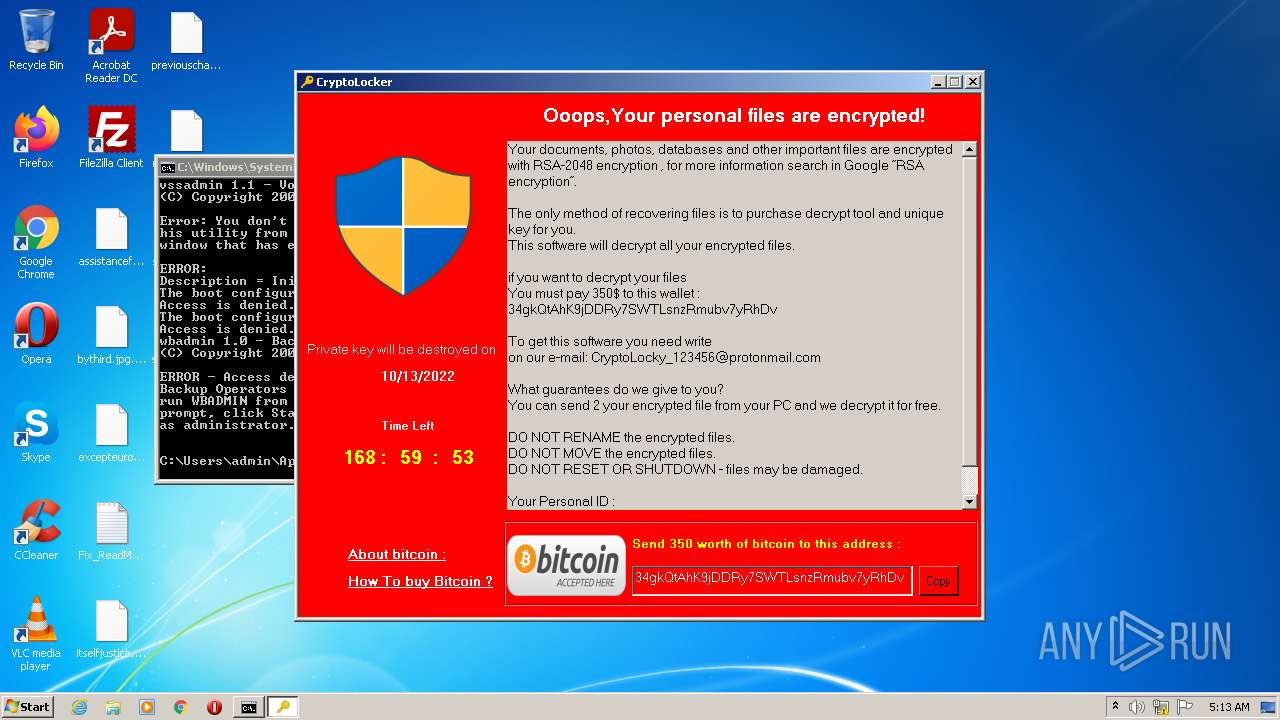 Recycle Bin
Acrobat
Reader DC
previouscha...
Firefox
FileZilla Client
Google
Chrome
assistancef...
Opera
bythird.jpg....
Skype
excepteuro...
CCleaner
Fix_ReadM...
VLC media
player
itselfjustice....
C:\Windows\System
vssadmin 1.1 - Vo
(C) Copyright 200
Error: You don't
his utility from
window that has e
ERROR:
Description = Ini
The boot configur
Access is denied.
The boot configur
Access is denied.
wbadmin 1.0 - Bac
(C) Copyright 200
ERROR - Access de
Backup Operators
run WBADMIN from
prompt, click Sta
as administrator.
C:\Users\admin\Ap
CryptoLocker
Ooops,Your personal files are encrypted!
Your documents, photos, databases and other important files are encrypted
with RSA-2048 encryption , for more information search in Google "RSA
encryption".
The only method of recovering files is to purchase decrypt tool and unique
key for you.
This software will decrypt all your encrypted files.
if you want to decrypt your files
You must pay 350$ to this wallet :
34gkQtAhK9jDDRy7SWTLsnzRmubv7yRhDv
To get this software you need write
on our e-mail: CryptoLocky_123456@protonmail.com
What guarantees do we give to you?
You can send 2 your encrypted file from your PC and we decrypt it for free.
DO NOT RENAME the encrypted files.
DO NOT MOVE the encrypted files.
DO NOT RESET OR SHUTDOWN - files may be damaged.
Your Personal ID :
Private key will be destroyed on
10/13/2022
Time Left
168 : 59 : 53
About bitcoin :
How To buy Bitcoin ?
bitcoin
ACCEPTED HERE
Send 350 worth of bitcoin to this address :
34gkQtAhK9jDDRy7SWTLsnzRmubv7yRhDv
Copy
ANY RUN
Start
5:13 AM